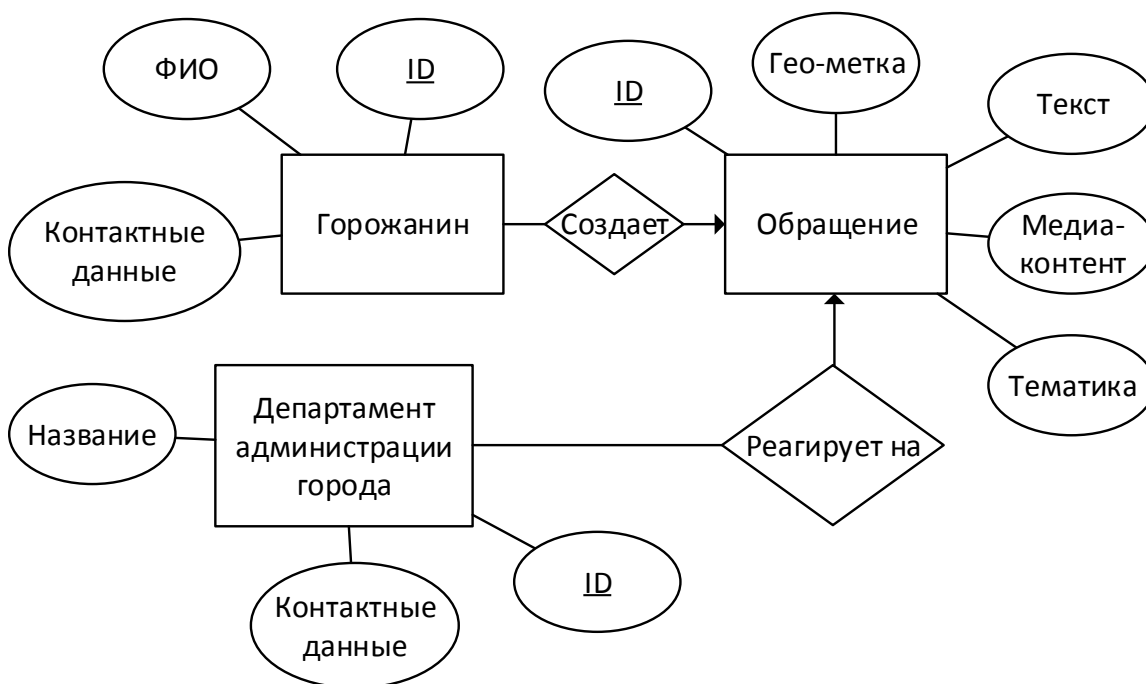 ФИО
ID
ID
Гео-метка
Текст
Контактные
данные
Горожанин
Создает
Обращение
Медиа-
контент
Тематика
Название
Департамент
администрации
города
Реагирует на
Контактные
данные
ID